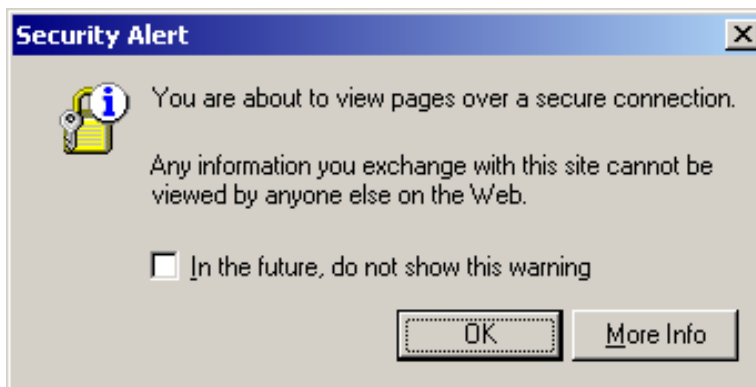 Security Alert
You are about to view pages over a secure connection.
Any information you exchange with this site cannot be
viewed by anyone else on the Web.
In the future, do not show this warning
OK
More Info